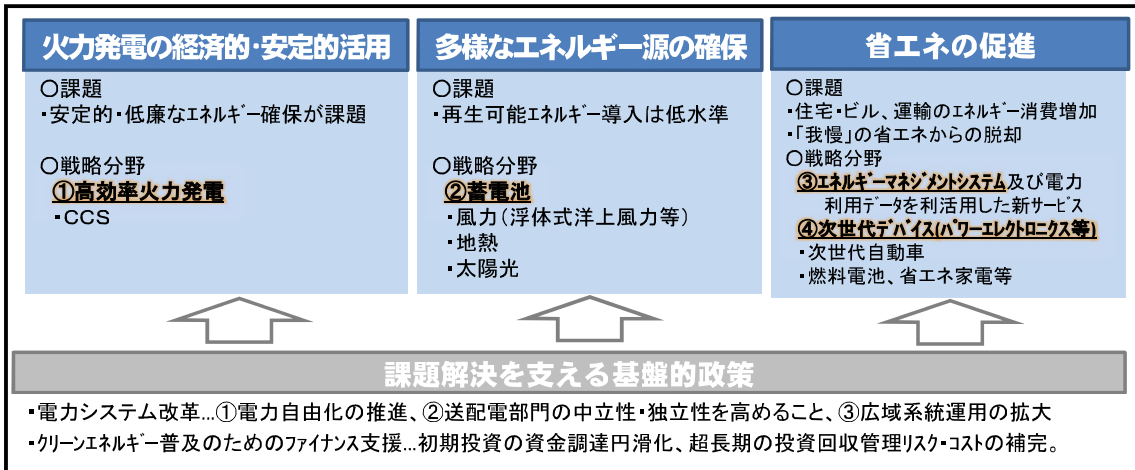 火力発電の経済的・安定的活用
○課題
・安定的・低廉なエネルギー確保が課題
○戦略分野
①高効率火力発電
・CCS
多様なエネルギー源の確保
○課題
・再生可能エネルギー導入は低水準
○戦略分野
②蓄電池
・風力(浮体式洋上風力等)
・地熱
・太陽光
省エネの促進
○課題
・住宅・ビル、運輸のエネルギー消費増加
・「我慢」の省エネからの脱却
○戦略分野
③エネルギーマネジメントシステム及び電力
利用データを利活用した新サービス
④次世代デバイス(パワーエレクトロニクス等)
・次世代自動車
・燃料電池、省エネ家電等
課題解決を支える基盤的政策
・電力システム改革…①電力自由化の推進、②送配電部門の中立性・独立性を高めること、③広域系統運用の拡大
・クリーンエネルギー普及のためのファイナンス支援…初期投資の資金調達円滑化、超長期の投資回収管理リスク・コストの補完。